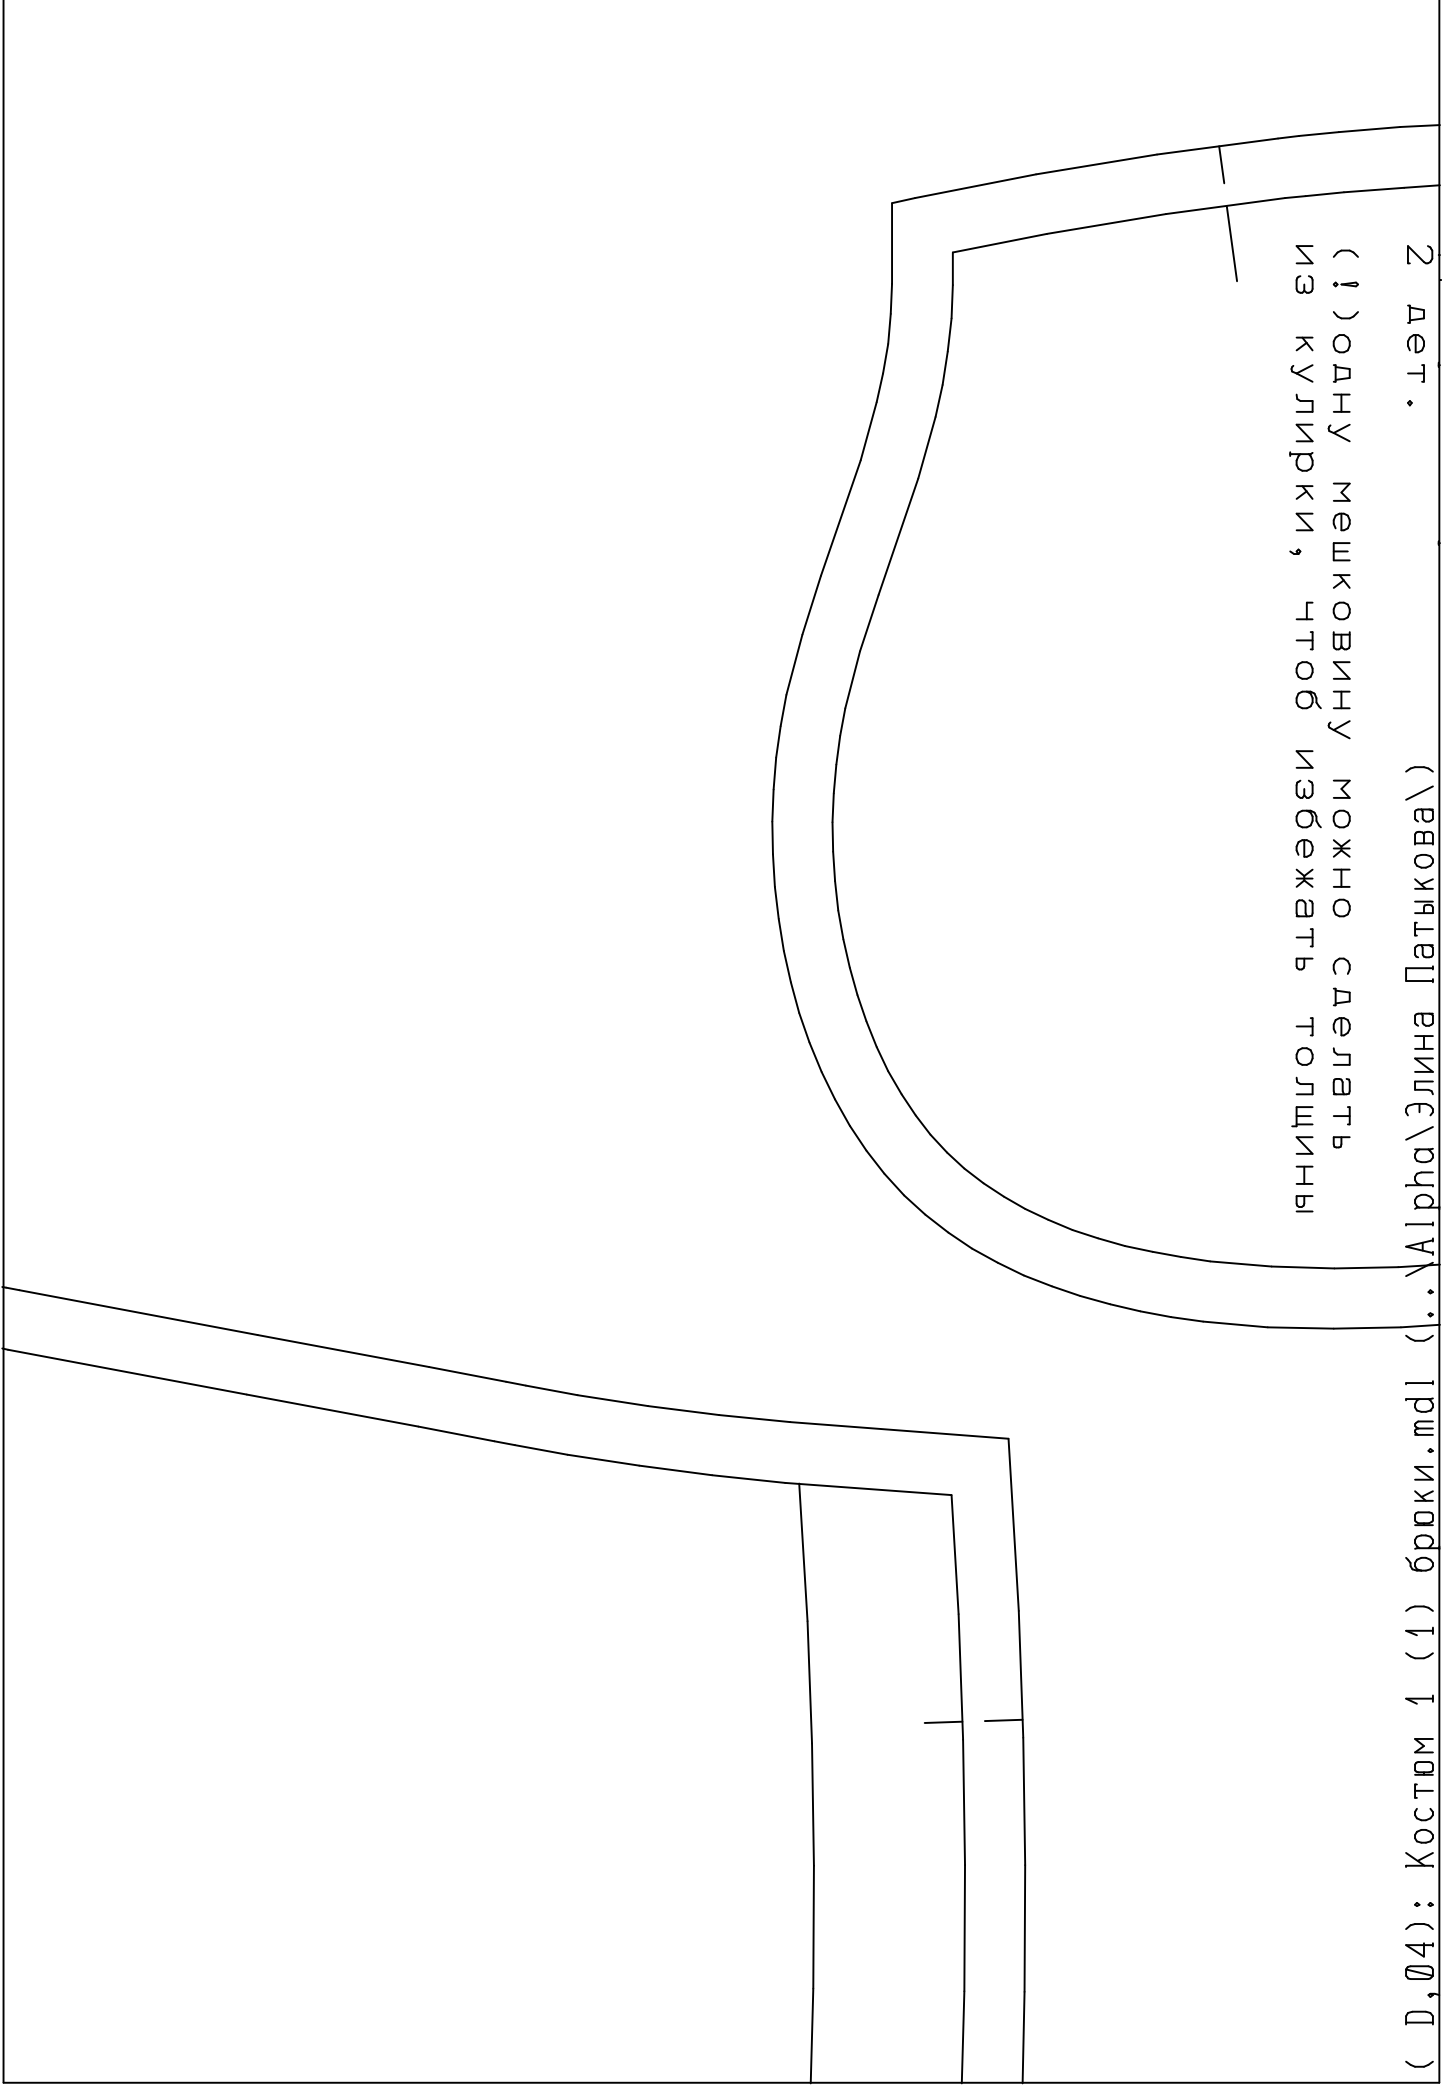 2 дет.
(!)одну мешковину можно сделать
из кулирки, чтоб избежать толщины
( D,04): Костюм 1 (1) брюки.mdl (..\Alpha\Элина Латыкова\)